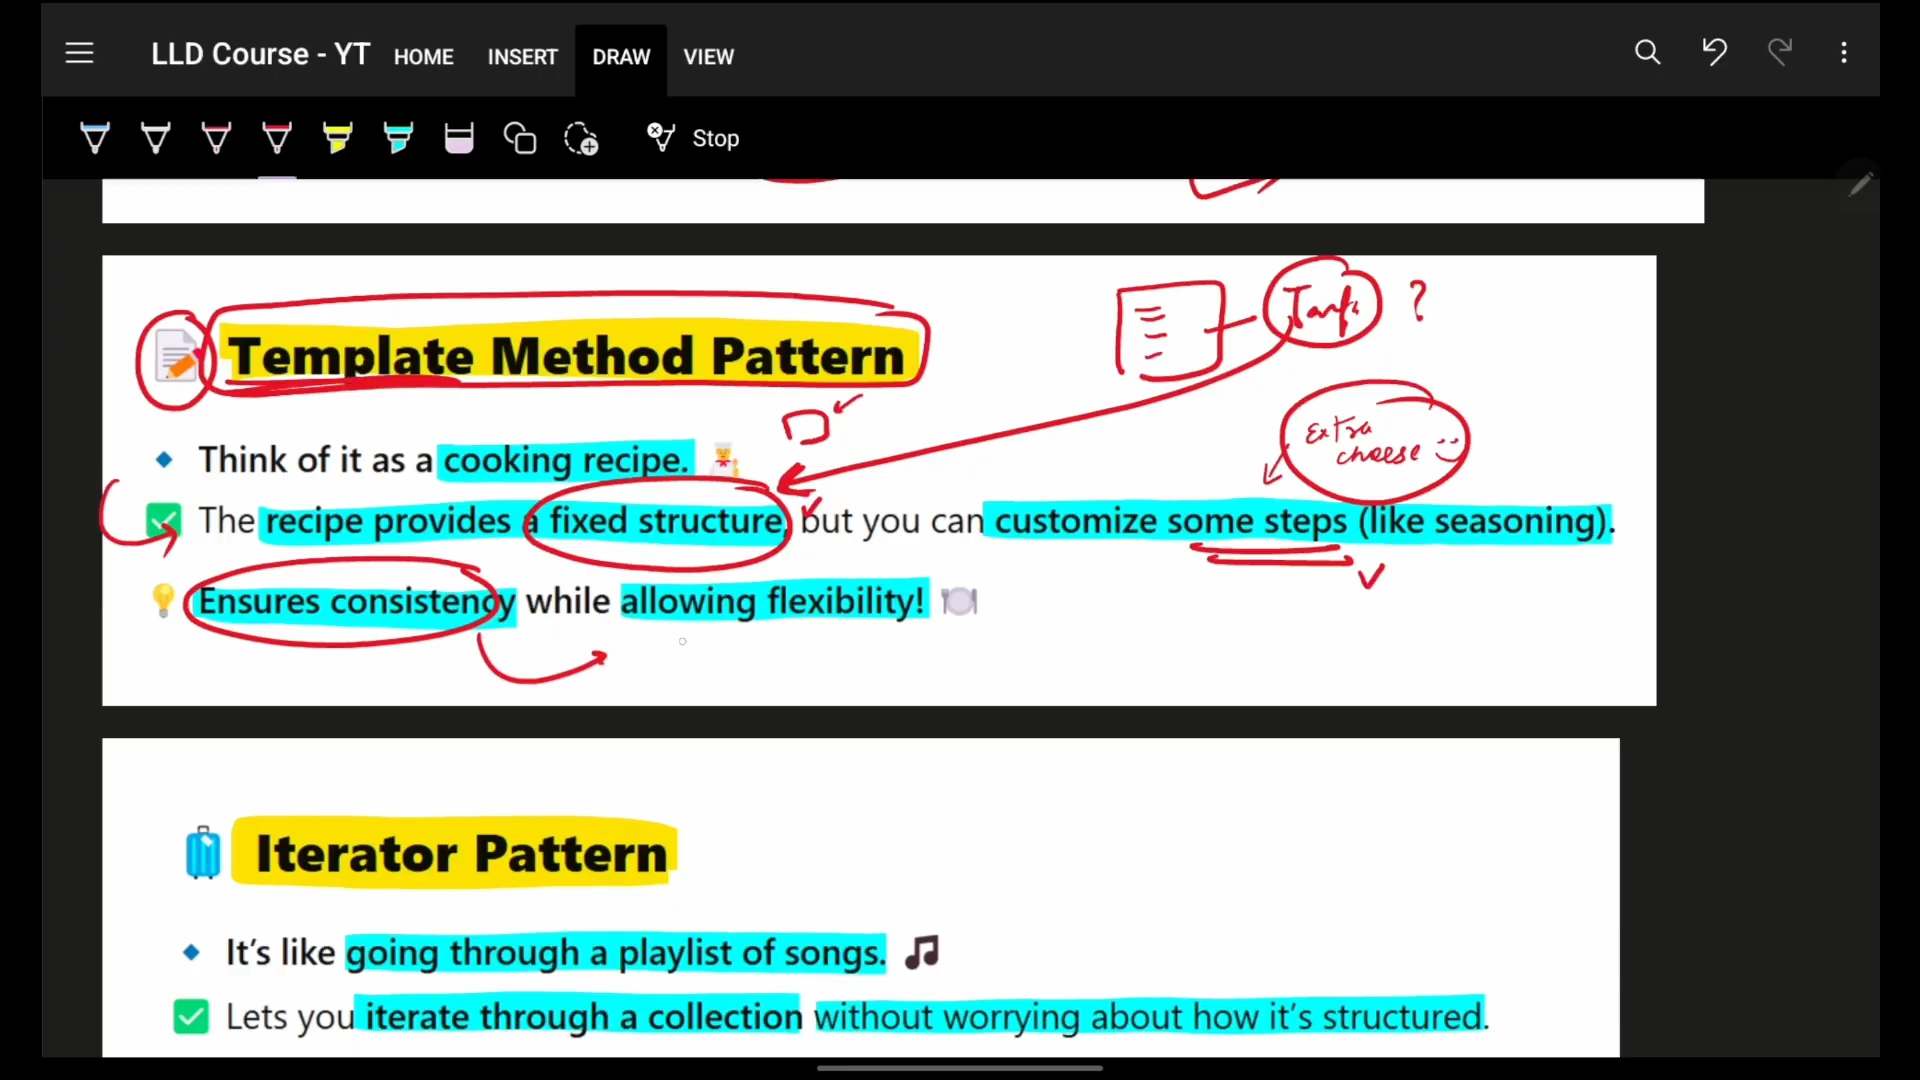 LLD Course - YT HOME INSERT DRAW VIEW
Stop
Template Method Pattern
?
Extra
cheese
Think of it as a cooking recipe.
The recipe provides a fixed structure, but you can customize some steps (like seasoning).
Ensures consistency while allowing flexibility!
Iterator Pattern
It's like going through a playlist of songs.
Lets you iterate through a collection without worrying about how it's structured.